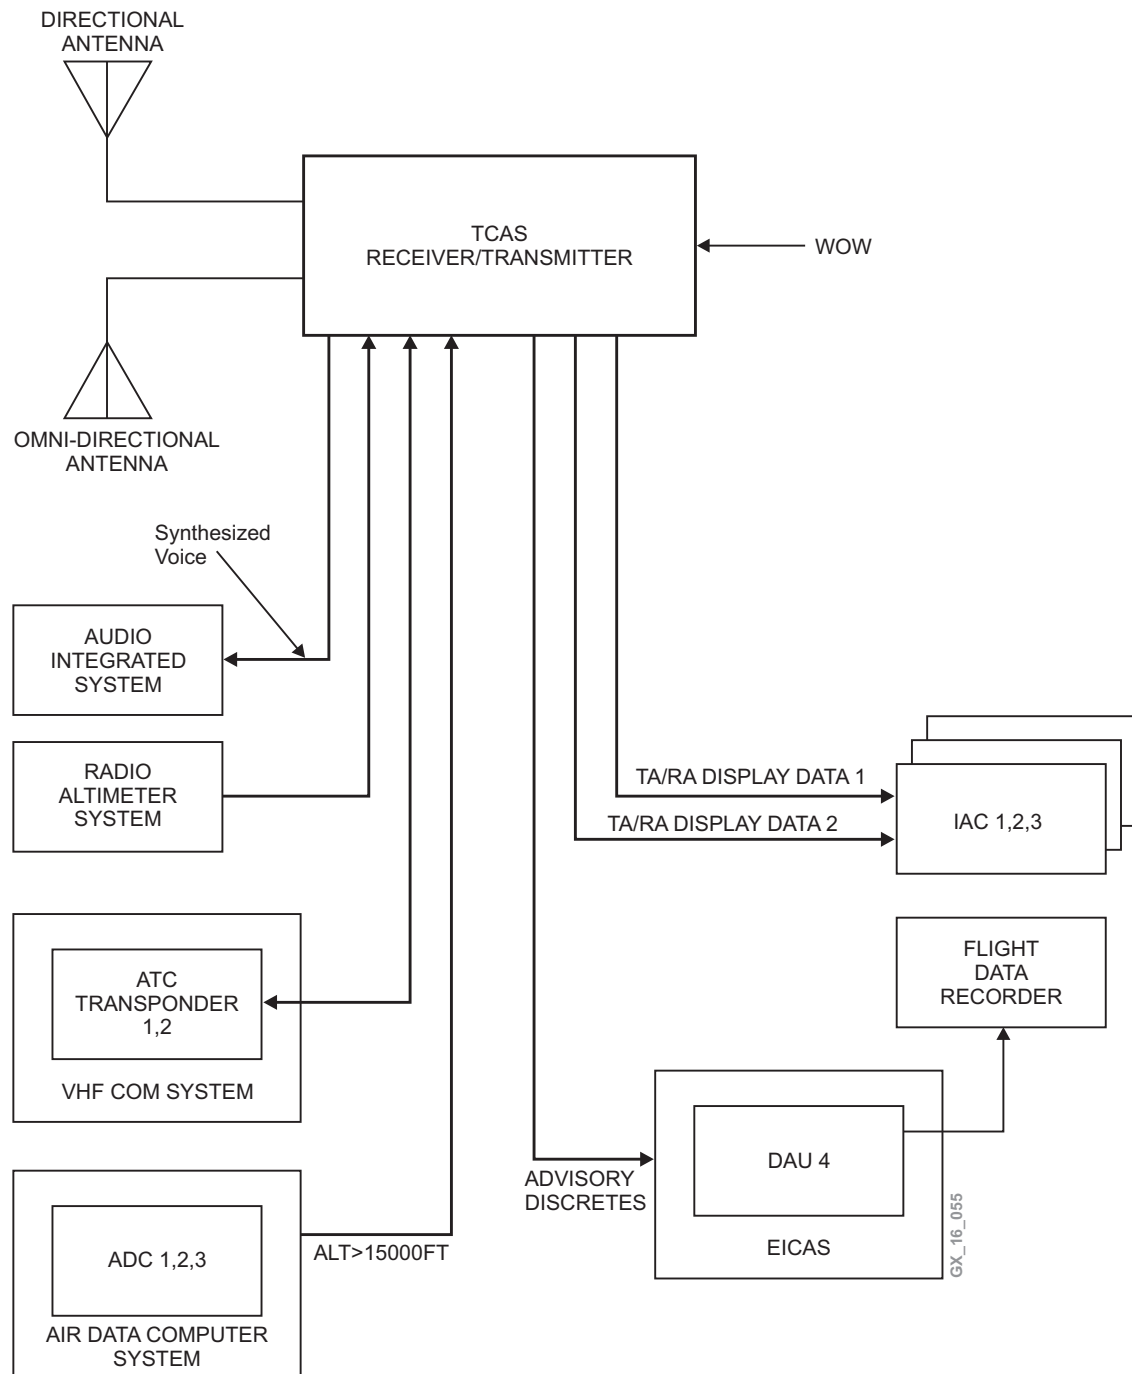 DIRECTIONAL
ANTENNA
TCAS
RECEIVER/TRANSMITTER
WOW
OMNI-DIRECTIONAL
ANTENNA
Synthesized
Voice
AUDIO
INTEGRATED
SYSTEM
RADIO
ALTIMETER
SYSTEM
TA/RA DISPLAY DATA 1
TA/RA DISPLAY DATA 2
IAC 1,2,3
ATC
TRANSPONDER
1,2
VHF COM SYSTEM
FLIGHT
DATA
RECORDER
ADVISORY
DISCRETES
DAU 4
EICAS
GX_16_055
ADC 1,2,3
ALT>15000FT
AIR DATA COMPUTER
SYSTEM